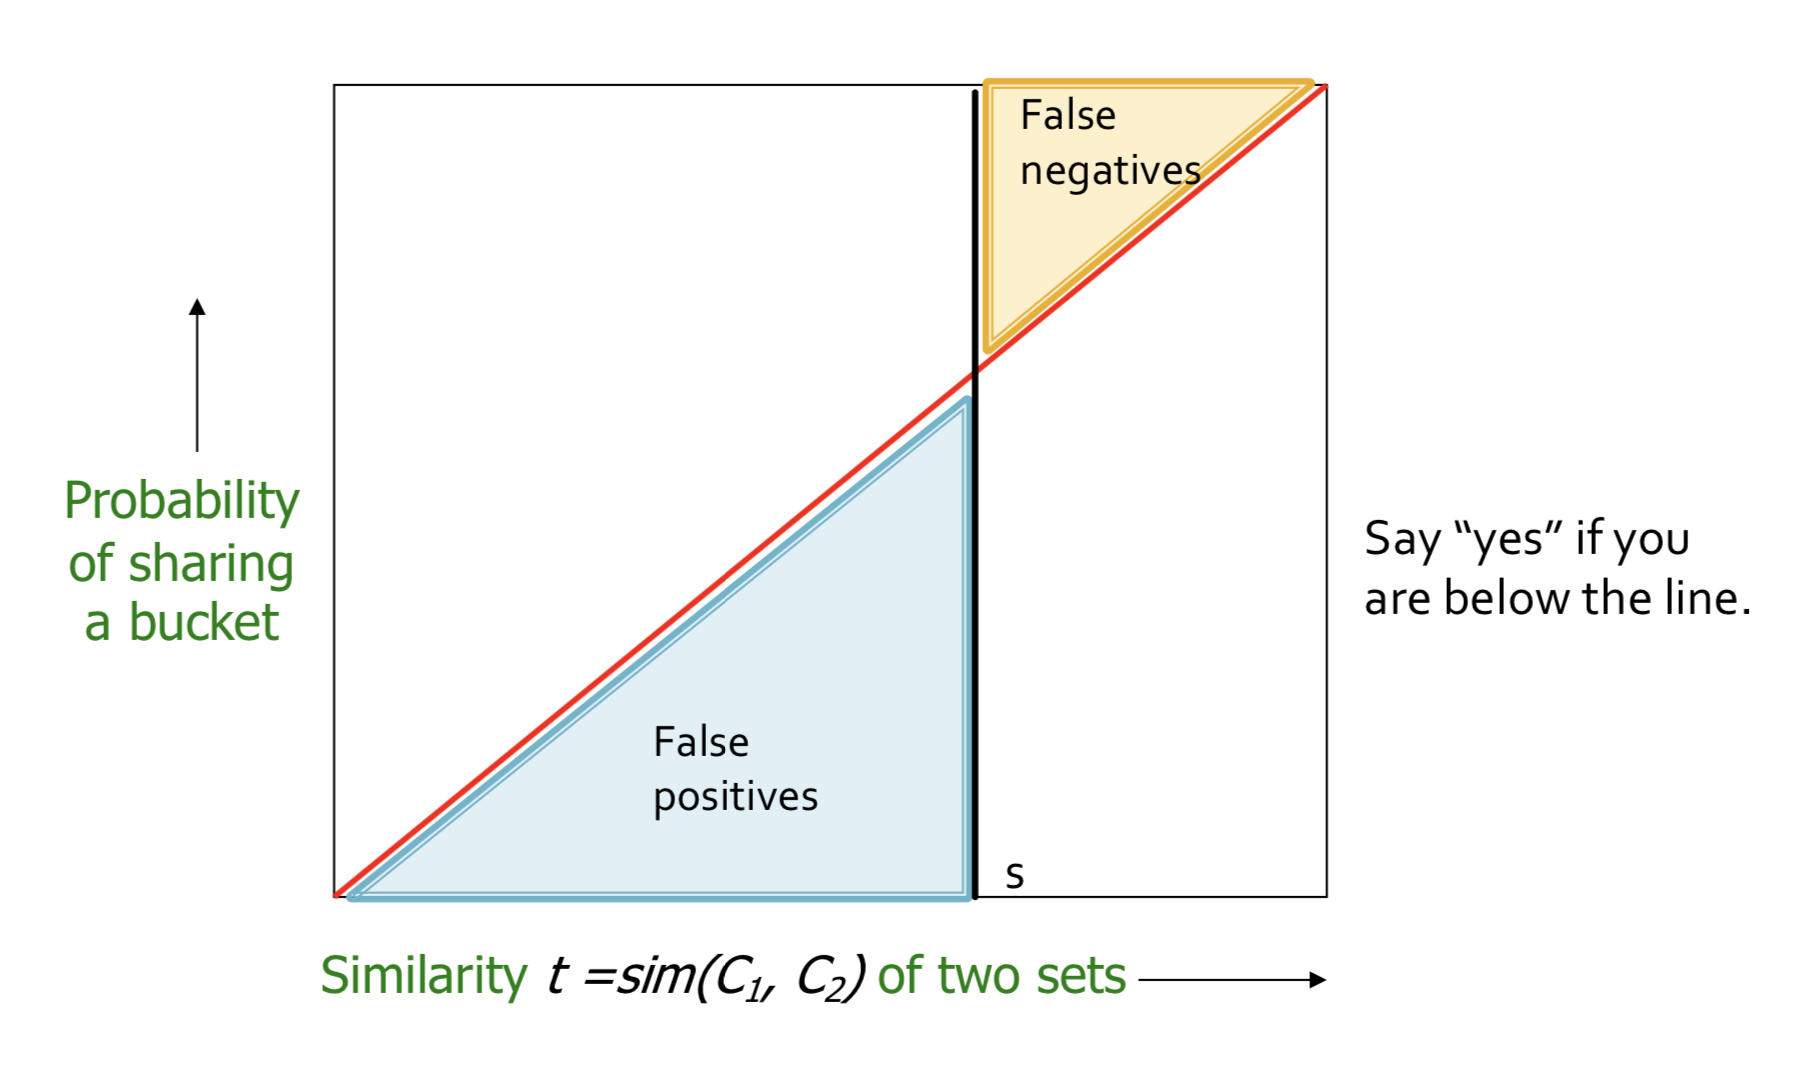 False
negatives
Probability
of sharing
a bucket
Say “yes” if you
are below the line.
False
positives
s
Similarity t =sim(C1, C2) of two sets